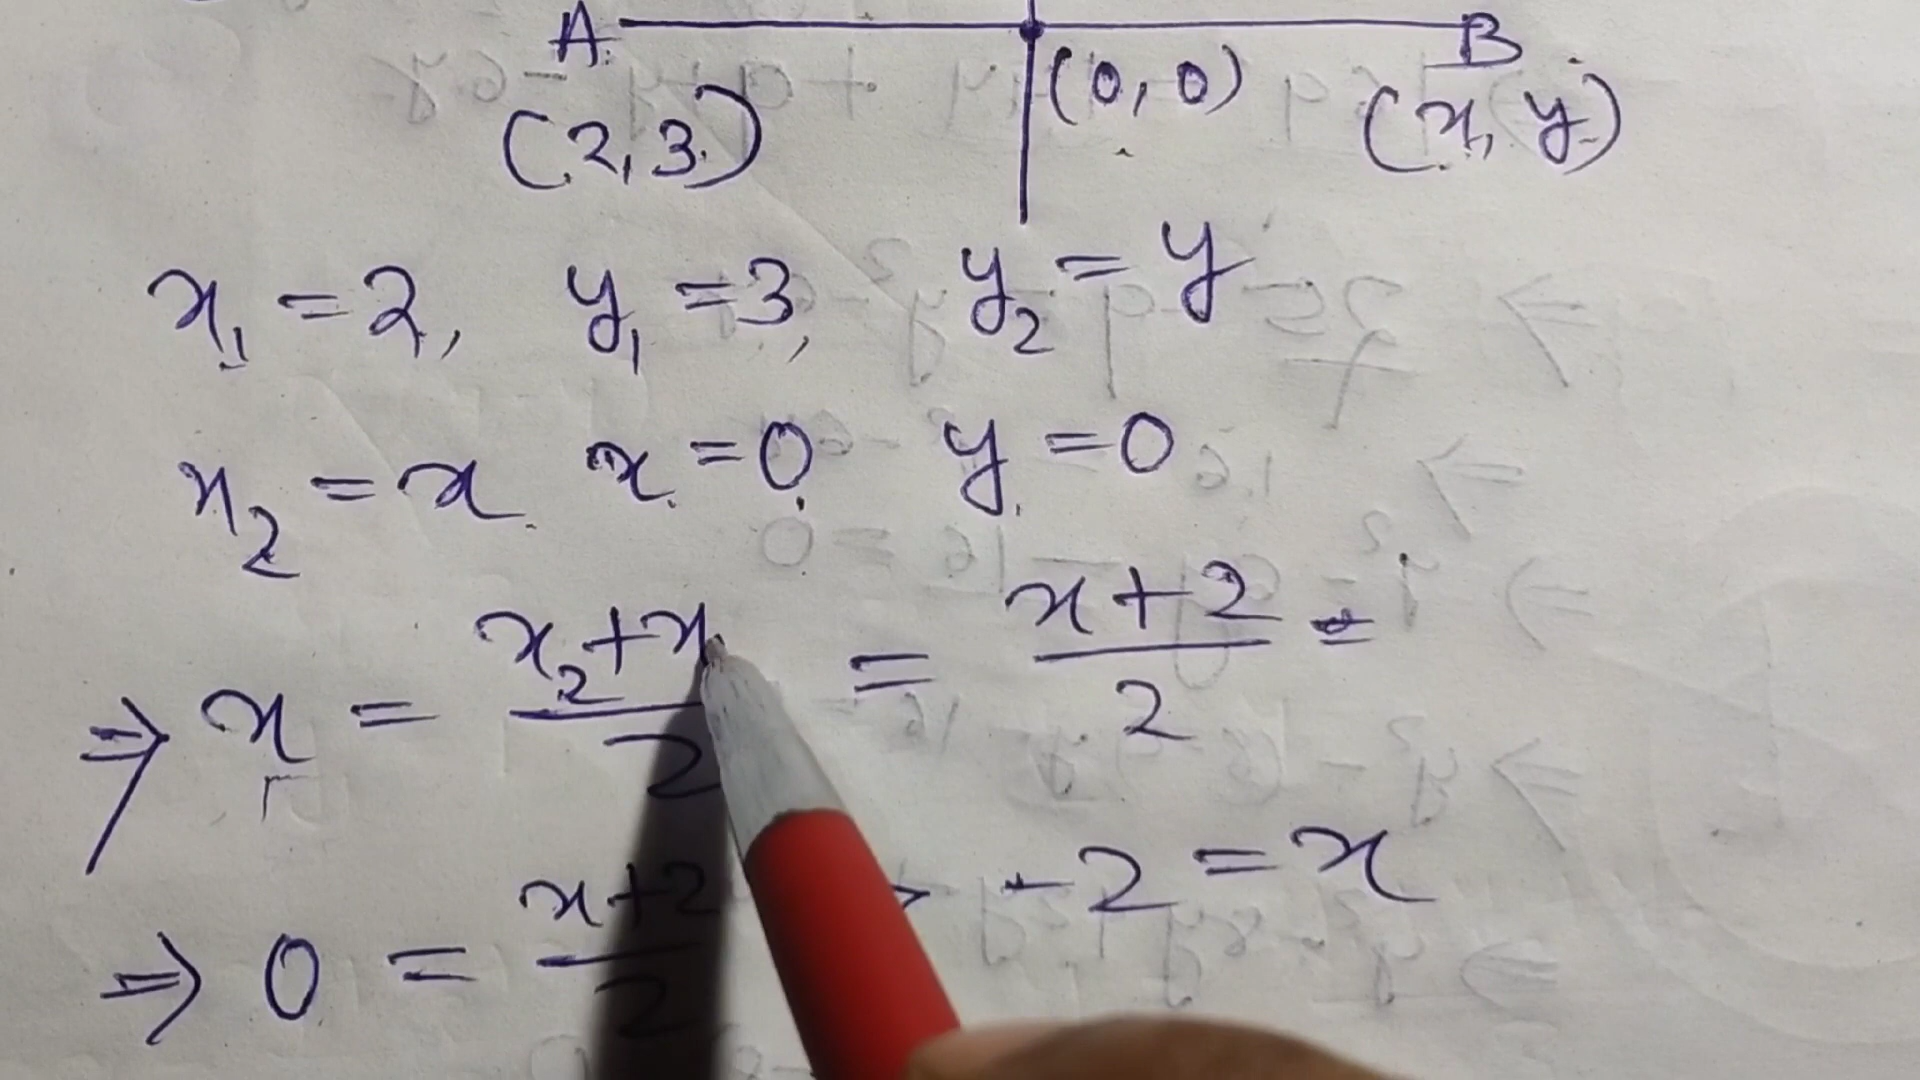 A B
(2,3) (0,0) (x, y)
x₁ = 2, y₁ = 3, y₂ = y
x₂ = x x = 0 y = 0
⇒ x = x₂+x / 2 = x+2 / 2 =
⇒ 0 = x+2 / 2 -2 = x